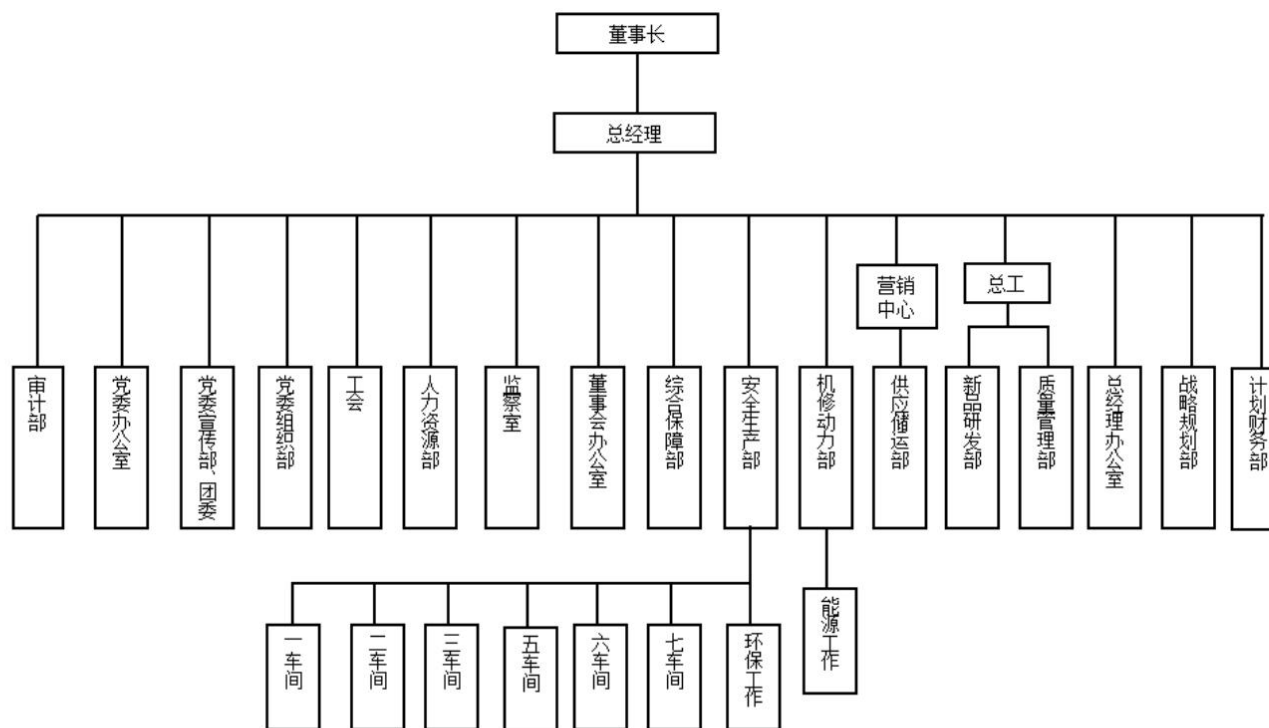 董事长
总经理
营销
中心
总工
审计部
党委办公室
党委宣传部、团委
党委组织部
工会
人力资源部
监察室
董事会办公室
综合保障部
安全生产部
机修动力部
供应储运部
新品研发部
质量管理部
总经理办公室
战略规划部
计划财务部
一车间
二车间
三车间
五车间
六车间
七车间
环保工作
能源工作